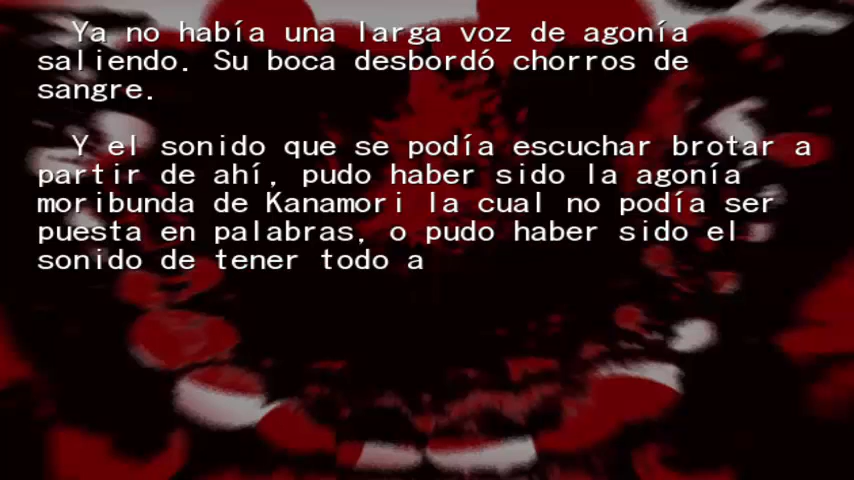 Ya no había una larga voz de agonía
saliendo. Su boca desbordó chorros de
sangre.
Y el sonido que se podía escuchar brotar a
partir de ahí, pudo haber sido la agonía
moribunda de Kanamori la cual no podía ser
puesta en palabras, o pudo haber sido el
sonido de tener todo a